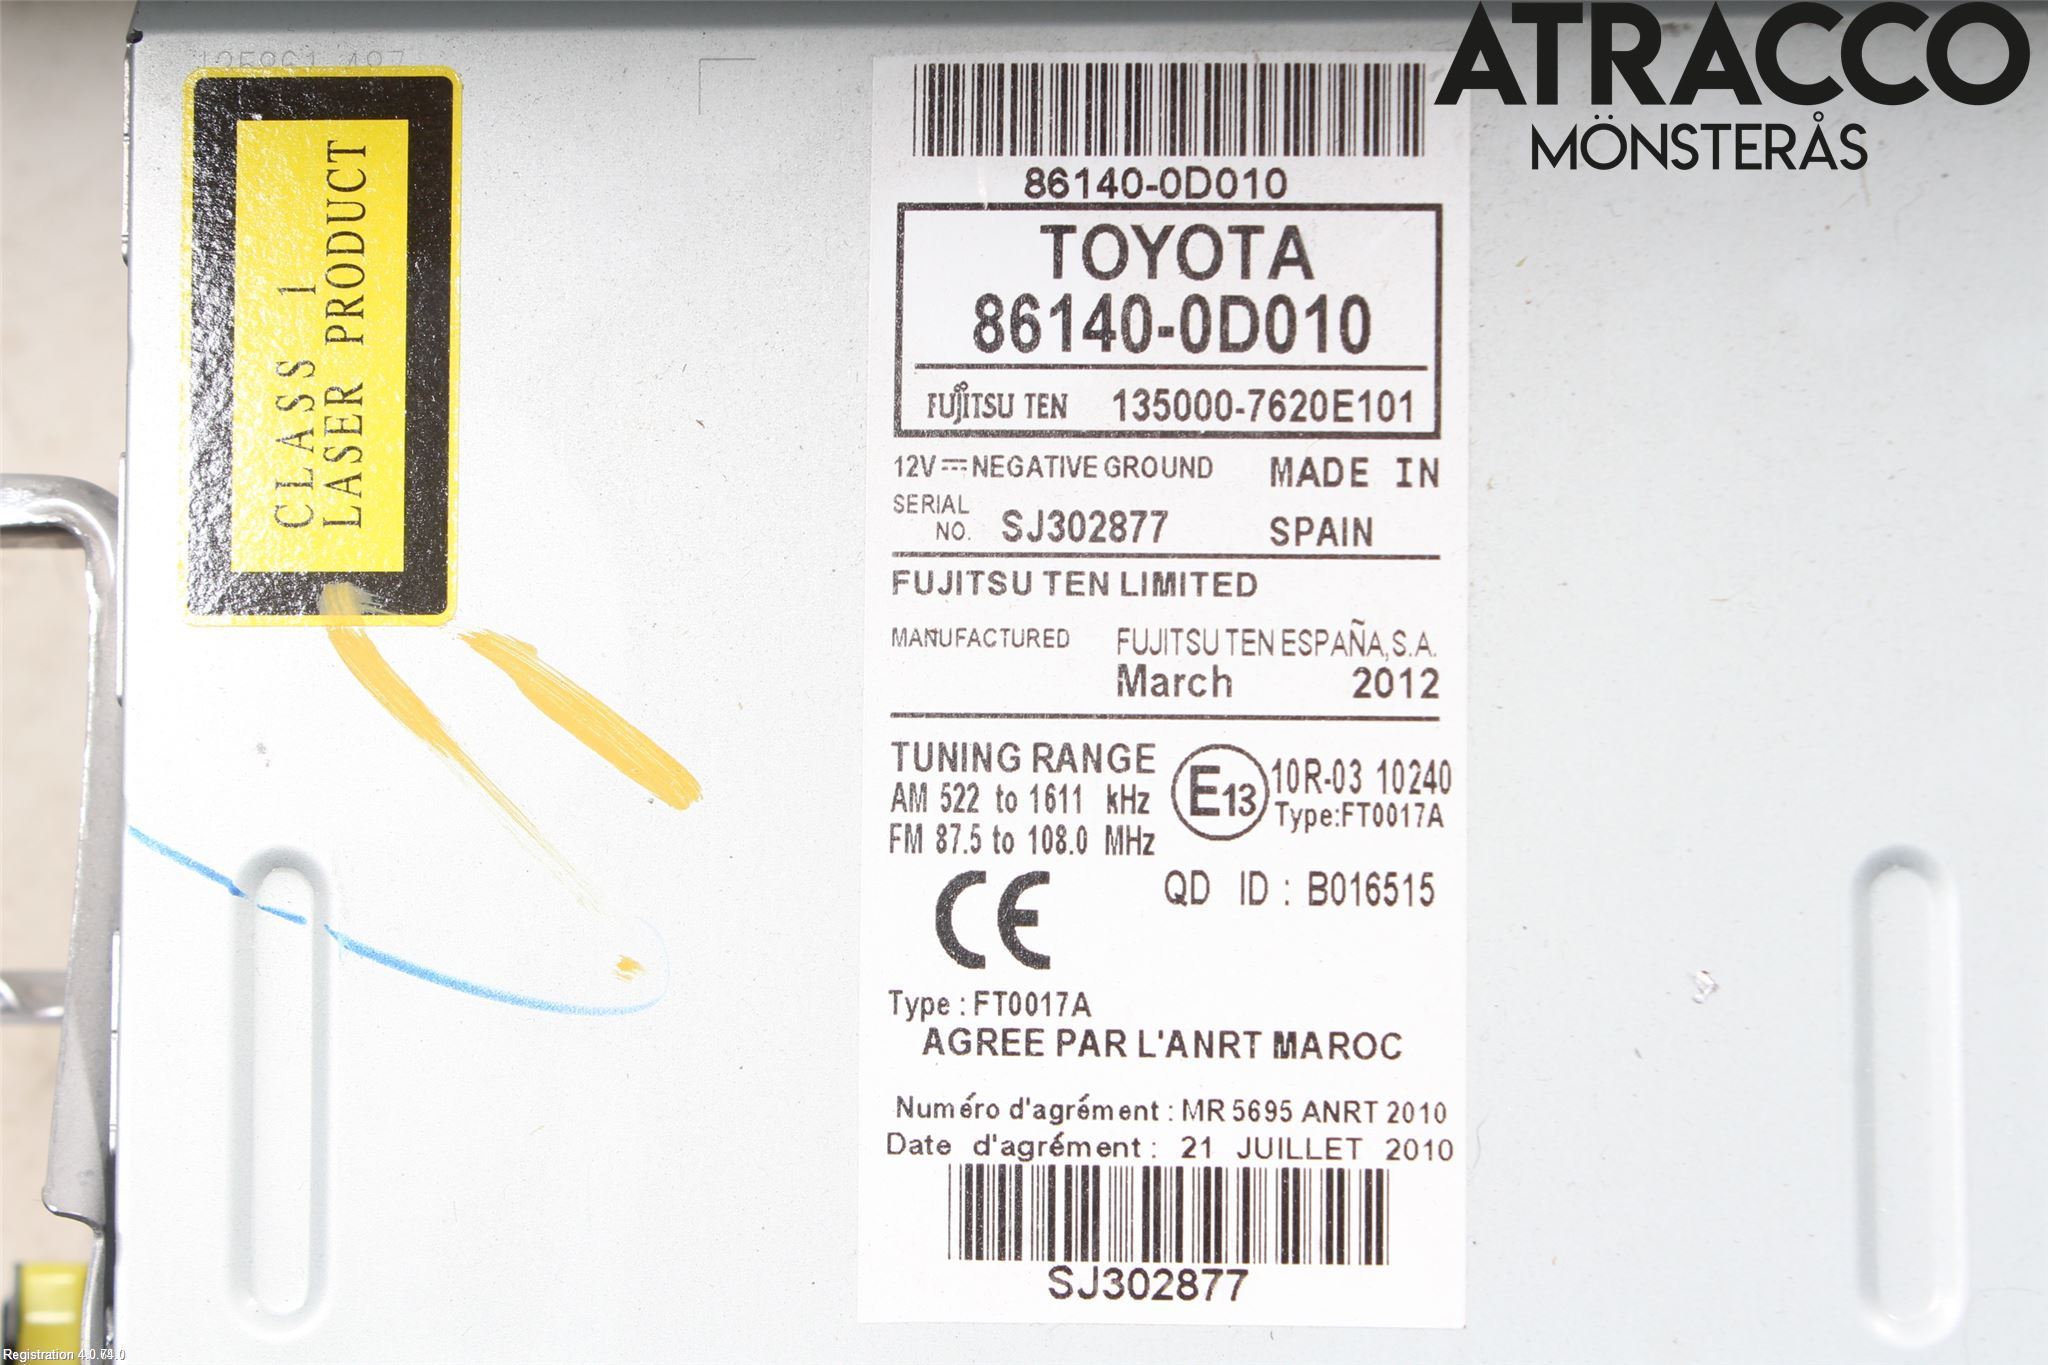 ATRACCO
MÖNSTERÅS
CLASS 1
LASER PRODUCT
86140-0D010
TOYOTA
86140-0D010
FUJITSU TEN 135000-7620E101
12V NEGATIVE GROUND MADE IN
SERIAL
NO. SJ302877 SPAIN
FUJITSU TEN LIMITED
MANUFACTURED FUJITSU TEN ESPAÑA,S.A.
March 2012
TUNING RANGE
AM 522 to 1611 kHz
FM 87.5 to 108.0 MHz
E13 10R-03 10240
Type:FT0017A
QD ID : B016515
CE
Type : FT0017A
AGREE PAR L'ANRT MAROC
Numéro d'agrément : MR 5695 ANRT 2010
Date d'agrément : 21 JUILLET 2010
SJ302877
Registration